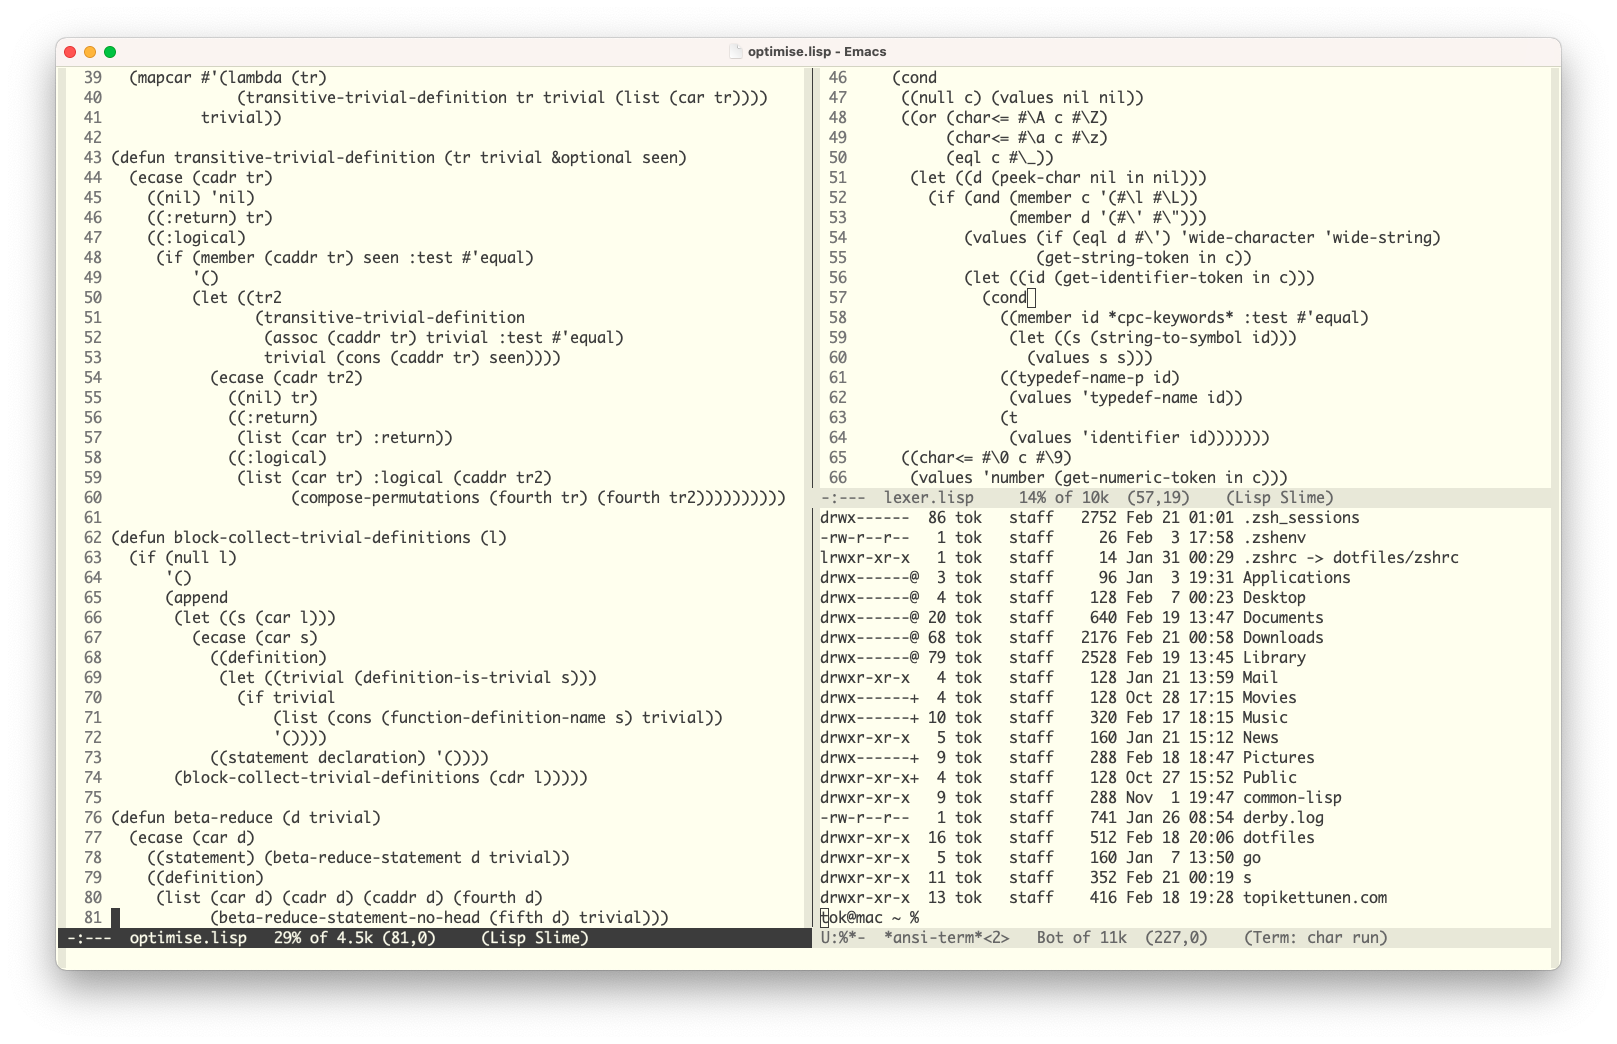 optimise.lisp - Emacs
39   (mapcar #'(lambda (tr)
40               (transitive-trivial-definition tr trivial (list (car tr))))
41           trivial))
42
43 (defun transitive-trivial-definition (tr trivial &optional seen)
44   (ecase (cadr tr)
45     ((nil) 'nil)
46     ((:return) tr)
47     ((:logical)
48      (if (member (caddr tr) seen :test #'equal)
49          '()
50          (let ((tr2
51                 (transitive-trivial-definition
52                  (assoc (caddr tr) trivial :test #'equal)
53                  trivial (cons (caddr tr) seen))))
54            (ecase (cadr tr2)
55              ((nil) tr)
56              ((:return)
57               (list (car tr) :return))
58              ((:logical)
59               (list (car tr) :logical (caddr tr2)
60                     (compose-permutations (fourth tr) (fourth tr2))))))))))
61
62 (defun block-collect-trivial-definitions (l)
63   (if (null l)
64       '()
65       (append
66        (let ((s (car l)))
67          (ecase (car s)
68            ((definition)
69             (let ((trivial (definition-is-trivial s)))
70               (if trivial
71                   (list (cons (function-definition-name s) trivial))
72                   '())))
73            ((statement declaration) '())))
74        (block-collect-trivial-definitions (cdr l)))))
75
76 (defun beta-reduce (d trivial)
77   (ecase (car d)
78     ((statement) (beta-reduce-statement d trivial))
79     ((definition)
80      (list (car d) (cadr d) (caddr d) (fourth d)
81            (beta-reduce-statement-no-head (fifth d) trivial)))
-:---  optimise.lisp   29% of 4.5k (81,0)     (Lisp Slime)
46     (cond
47      ((null c) (values nil nil))
48      ((or (char<= #\A c #\Z)
49           (char<= #\a c #\z)
50           (eql c #\_))
51       (let ((d (peek-char nil in nil)))
52         (if (and (member c '(#\l #\L))
53                  (member d '(#\' #\")))
54             (values (if (eql d #\') 'wide-character 'wide-string)
55                     (get-string-token in c))
56             (let ((id (get-identifier-token in c)))
57               (cond
58                 ((member id *cpc-keywords* :test #'equal)
59                  (let ((s (string-to-symbol id)))
60                    (values s s)))
61                 ((typedef-name-p id)
62                  (values 'typedef-name id))
63                 (t
64                  (values 'identifier id)))))))
65      ((char<= #\0 c #\9)
66       (values 'number (get-numeric-token in c)))
-:---  lexer.lisp     14% of 10k  (57,19)    (Lisp Slime)
drwx------  86 tok   staff   2752 Feb 21 01:01 .zsh_sessions
-rw-r--r--   1 tok   staff     26 Feb  3 17:58 .zshenv
lrwxr-xr-x   1 tok   staff     14 Jan 31 00:29 .zshrc -> dotfiles/zshrc
drwx------@  3 tok   staff     96 Jan  3 19:31 Applications
drwx------@  4 tok   staff    128 Feb  7 00:23 Desktop
drwx------@ 20 tok   staff    640 Feb 19 13:47 Documents
drwx------@ 68 tok   staff   2176 Feb 21 00:58 Downloads
drwx------@ 79 tok   staff   2528 Feb 19 13:45 Library
drwxr-xr-x   4 tok   staff    128 Jan 21 13:59 Mail
drwx------+  4 tok   staff    128 Oct 28 17:15 Movies
drwx------+ 10 tok   staff    320 Feb 17 18:15 Music
drwxr-xr-x   5 tok   staff    160 Jan 21 15:12 News
drwx------+  9 tok   staff    288 Feb 18 18:47 Pictures
drwxr-xr-x+  4 tok   staff    128 Oct 27 15:52 Public
drwxr-xr-x   9 tok   staff    288 Nov  1 19:47 common-lisp
-rw-r--r--   1 tok   staff    741 Jan 26 08:54 derby.log
drwxr-xr-x  16 tok   staff    512 Feb 18 20:06 dotfiles
drwxr-xr-x   5 tok   staff    160 Jan  7 13:50 go
drwxr-xr-x  11 tok   staff    352 Feb 21 00:19 s
drwxr-xr-x  13 tok   staff    416 Feb 18 19:28 topikettunen.com
tok@mac ~ %
U:%*-  *ansi-term*<2>   Bot of 11k  (227,0)    (Term: char run)